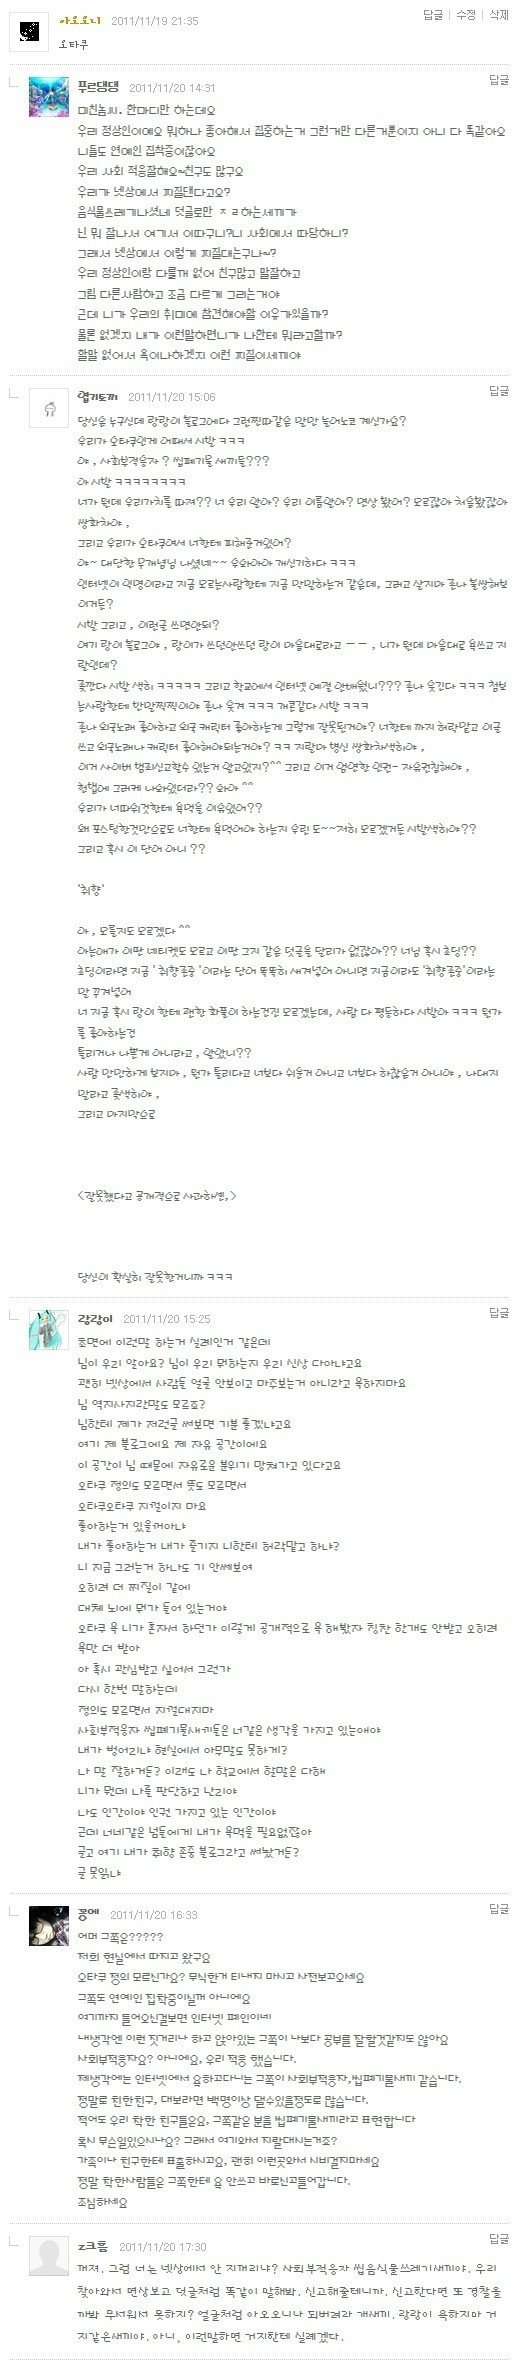 아오오니 2011/11/19 21:35
답글 | 수정 | 삭제
오타쿠
푸르댕댕 2011/11/20 14:31
답글
미친놈씨. 한마디만 하는데요
우리 정상인이예요 뭐하나 좋아해서 집중하는거 그런거만 다른거뿐이지 아니 다 똑같아요
니들도 연예인 집착증이잖아요
우리 사회 적응잘해요~친구도 많구요
우리가 넷상에서 찌질댄다고요?
음식물쓰레기나셨네 덧글로만 ㅈㄹ하는새끼가
넌 뭐 잘나서 여기서 이따구니?니 사회에서 따당하니?
그래서 넷상에서 이렇게 찌질대는구나~?
우리 정상인이랑 다를꺼 없어 친구많고 말잘하고
그림 다른사람하고 조금 다르게 그리는거야
근데 니가 우리의 취미에 참견해야할 이유가있을까?
물론 없겠지 내가 이런말하면니가 나한테 뭐라고할까?
할말 없어서 욕이나하겠지 이런 찌질이새끼야
엽기토끼 2011/11/20 15:06
답글
당신은 누구신데 랑랑이 블로그에다 그런찐따같은 말만 늘어노코 계신가요?
우리가 오타쿠인게 어때서 시발 ㅋㅋㅋ
야 , 사회부적응자 ? 씹폐기물 새끼들???
아 시발 ㅋㅋㅋㅋㅋㅋㅋㅋ
너가 뭔데 우리가치를 따져?? 너 우리 알아? 우리 이름알아? 면상 봤어? 모르잖아 처음봤잖아
쌍화차야 ,
그리고 우리가 오타쿠여서 너한테 피해준거있어?
야~ 대단한 무개념님 나셨네~~ 우와아아 개신기하다 ㅋㅋㅋ
인터넷이 익명이라고 지금 모르는사람한테 지금 막말하는거 같은데, 그러고 살지마 존나 불쌍해보
이거든?
시발 그리고 , 이런글 쓰면안되?
여기 랑이 블로그야 , 랑이가 쓰던안쓰던 랑이 마음대로라고 ㅡㅡ , 니가 뭔데 마음대로 욕쓰고 지
랄인데?
좆깐다 시발 색히 ㅋㅋㅋㅋㅋ 그리고 학교에서 인터넷 예절 안배웠니??? 존나 웃긴다 ㅋㅋㅋ 첨보
는사람한테 반말찍찍이야 존나 웃겨 ㅋㅋㅋ 개콘같다 시발 ㅋㅋㅋ
존나 외국노래 좋아하고 외국 캐릭터 좋아하는게 그렇게 잘못된거야? 너한테 까지 허락맡고 이글
쓰고 외국노래나 캐릭터 좋아해야되는거야? ㅋㅋ 지랄마 병신 쌍화차색히야 ,
이거 사이버 범죄신고할수 있는거 알고있지?^^ 그리고 이거 엄연한 인권- 자유권침해야 ,
헌법에 그러케 나와있더라?? 와아 ^^
우리가 너따위것한테 욕먹을 이유있어??
왜 포스팅한것만으로도 너한테 욕먹어야 하는지 우린 도~~저히 모르겠거든 시발색히야??
그리고 혹시 이 단어 아니 ??
'취향'
아 , 모를지도 모르겠다 ^^
아는애가 이딴 네티켓도 모르고 이딴 그지 같은 덧글을 달리가 없잖아?? 너님 혹시 초딩??
초딩이라면 지금 ' 취향존중 '이라는 단어 똑똑히 새겨넣어 아니면 지금이라도 '취향존중'이라는
말 꾸겨넣어
너 지금 혹시 랑이 한테 괜한 화풀이 하는건진 모르겠는데, 사람 다 평등하다 시발아 ㅋㅋㅋ 뭔가
를 좋아하는건
틀리거나 나쁜게 아니라고 , 알았니??
사람 만만하게 보지마 , 뭔가 틀리다고 너보다 쉬운거 아니고 너보다 하찮은거 아니야 , 나대지
말라고 좆색히야 ,
그리고 마지막으로
<잘못했다고 공개적으로 사과하셈,>
당신이 확실히 잘못한거니까 ㅋㅋㅋ
랑랑이 2011/11/20 15:25
답글
초면에 이런말 하는거 실례인거 같은데
님이 우리 알아요? 님이 우리 뭔하는지 우리 신상 다아냐고요
괜히 넷상에서 사람들 얼굴 안보이고 마주보는거 아니라고 욕하지마요
님 역지사지란말도 모르죠?
님한테 제가 저런글 써보면 기분 좋겠냐고요
여기 제 블로그에요 제 자유 공간이에요
이 공간이 님 때문에 자유로운 분위기 망쳐가고 있다고요
오타쿠 정의도 모르면서 뜻도 모르면서
오타쿠오타쿠 지껄이지 마요
좋아하는거 있을꺼아냐
내가 좋아하는거 내가 즐기지 니한테 허락맡고 하냐?
니 지금 그러는거 하나도 기 안쎄보여
오히려 더 찌질이 같애
대체 뇌에 뭔가 들어 있는거야
오타쿠 욕 니가 혼자서 하던가 이렇게 공개적으로 욕 해봤자 칭찬 한개도 안받고 오히려
욕만 더 받아
아 혹시 관심받고 싶어서 그런가
다시 한번 말하는데
정의도 모르면서 지껄대지마
사회부적응자 씹폐기물새끼들은 너같은 생각을 가지고 있는애야
내가 벙어리냐 현실에서 아무말도 못하게?
나 말 잘하거든? 이래도 나 학교에서 할말은 다해
니가 뭔데 나를 판단하고 난리야
나도 인간이야 인권 가지고 있는 인간이야
근데 너네같은 넘들에게 내가 욕먹을 필요없잖아
글고 여기 내가 취향 존중 블로그라고 써놨거든?
글 못읽냐
뽕에 2011/11/20 16:33
답글
어머 그쪽은?????
저희 현실에서 따지고 왔구요
오타쿠 정의 모르신가요? 무식한거 티내지 마시고 사전보고오세요
그쪽도 연예인 집착중이실꺼 아니에요
여기까지 들어오신걸보면 인터넷 폐인이네
내생각엔 이런 짓거리나 하고 앉아있는 그쪽이 나보다 공부를 잘할것같지도 않아요
사회부적응자요? 아니에요, 우리 적응 했습니다.
제생각에는 인터넷에서 욕하고다니는 그쪽이 사회부적응자,씹폐기물새끼 같습니다.
정말로 친한친구, 대보라면 백명이상 댈수있을정도로 많습니다.
적어도 우리 착한 친구들은요, 그쪽같은 분을 씹폐기물새끼라고 표현합니다
혹시 무슨일있으시나요? 그래서 여기와서 지랄대시는거죠?
가족이나 친구한테 표출하시고요, 괜히 이런곳와서 시비걸지마세요
정말 착한사람들은 그쪽한테 욕 안쓰고 바로신고들어갑니다.
조심하세요
z크흠 2011/11/20 17:30
답글
꺼져. 그럼 너는 넷상에서 안 지꺼리냐? 사회부적응자 씹음식물쓰레기새끼야. 우리
찾아와서 면상보고 덧글처럼 똑같이 말해봐. 신고해줄테니까. 신고한다면 또 경찰을
까봐 무서워서 못하지? 얼굴처럼 아오오니나 되버려라 개새끼. 랑랑이 욕하지마 거
지같은새끼야. 아니, 이런말하면 거지한테 실례겠다.